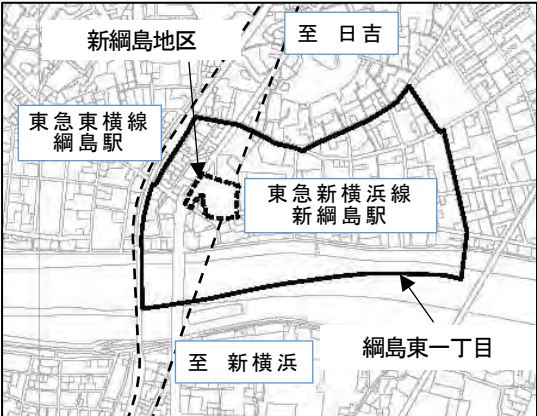 新綱島地区
至 日吉
東急東横線
綱島駅
東急新横浜線
新綱島駅
綱島東一丁目
至 新横浜